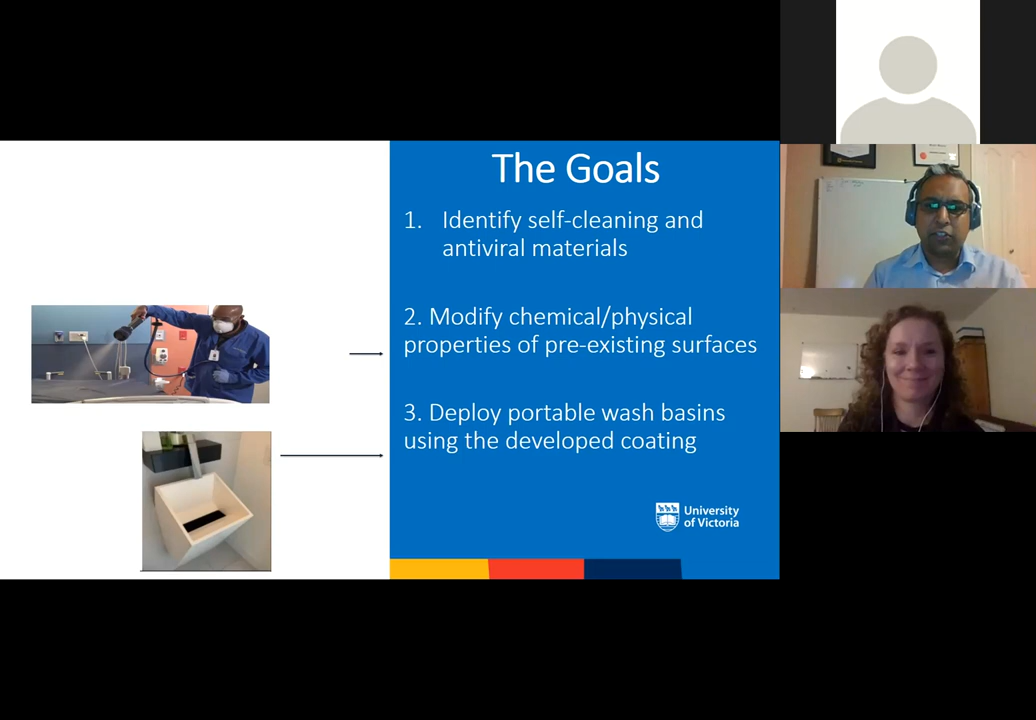 The Goals
1. Identify self-cleaning and
antiviral materials
2. Modify chemical/physical
properties of pre-existing surfaces
3. Deploy portable wash basins
using the developed coating
University
of Victoria